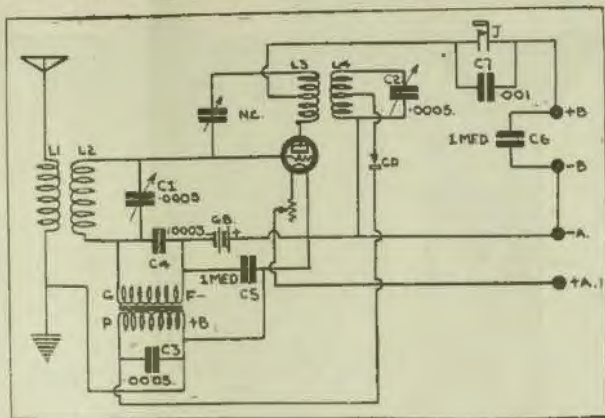 J
L3
L4
C2
.0005.
C7
.001
+B
N.C.
1 MFD
C6
L1
L2
CD
-B
C1
.0005
GB.
+
-A.
.0003
C4
1 MFD
C5
+A.1
G
F-
P
+B
C3
.0005.